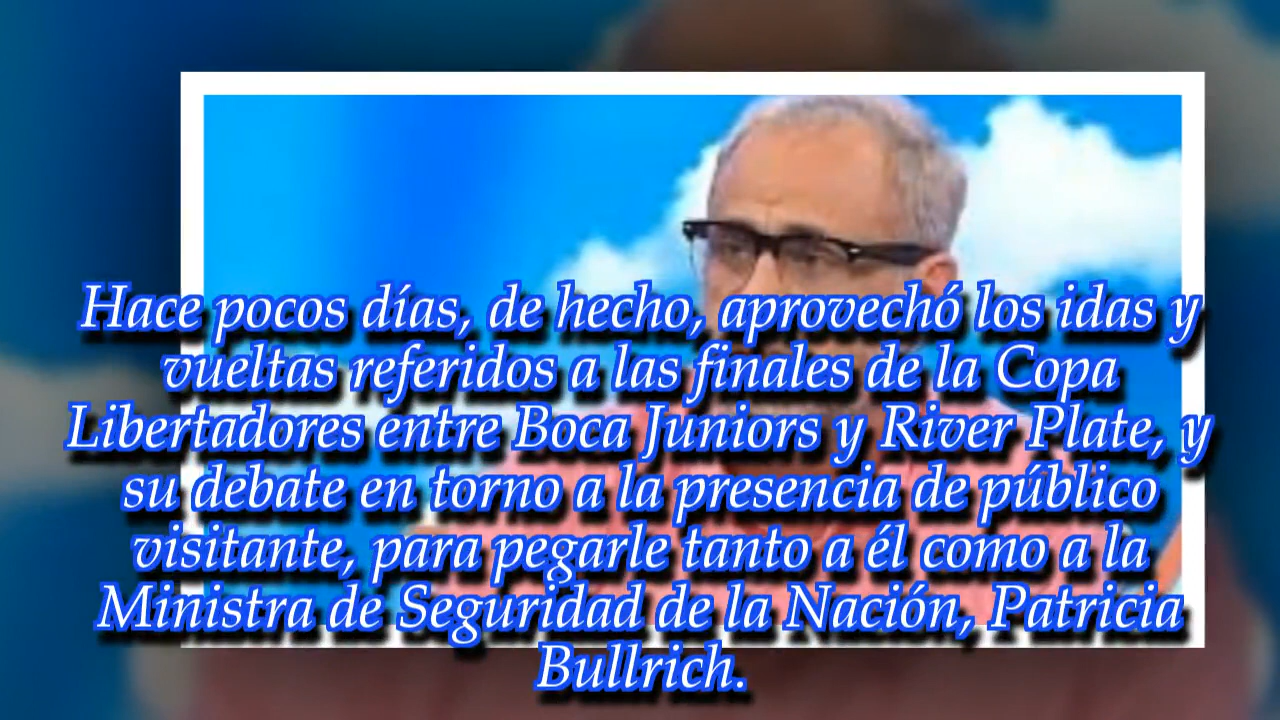 Hace pocos días, de hecho, aprovechó los idas y
vueltas referidos a las finales de la Copa
Libertadores entre Boca Juniors y River Plate, y
su debate en torno a la presencia de público
visitante, para pegarle tanto a él como a la
Ministra de Seguridad de la Nación, Patricia
Bullrich.